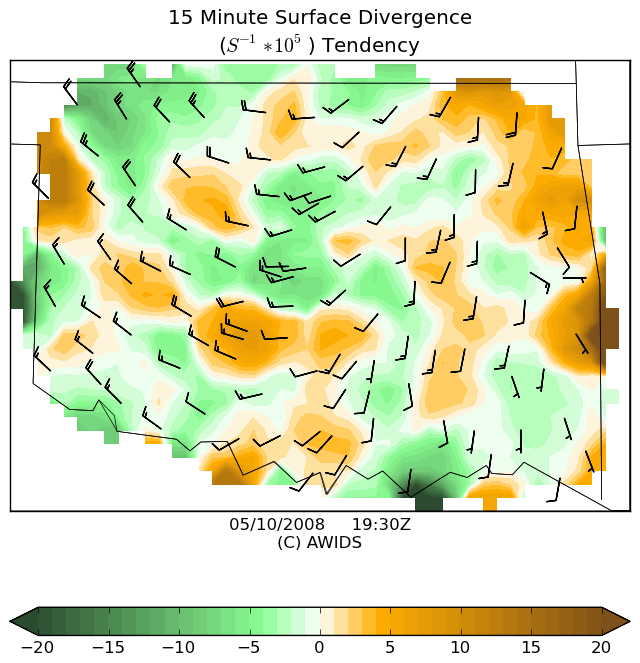 15 Minute Surface Divergence
(S⁻¹ * 10⁵ ) Tendency
05/10/2008 19:30Z
(C) AWIDS
−20 −15 −10 −5 0 5 10 15 20